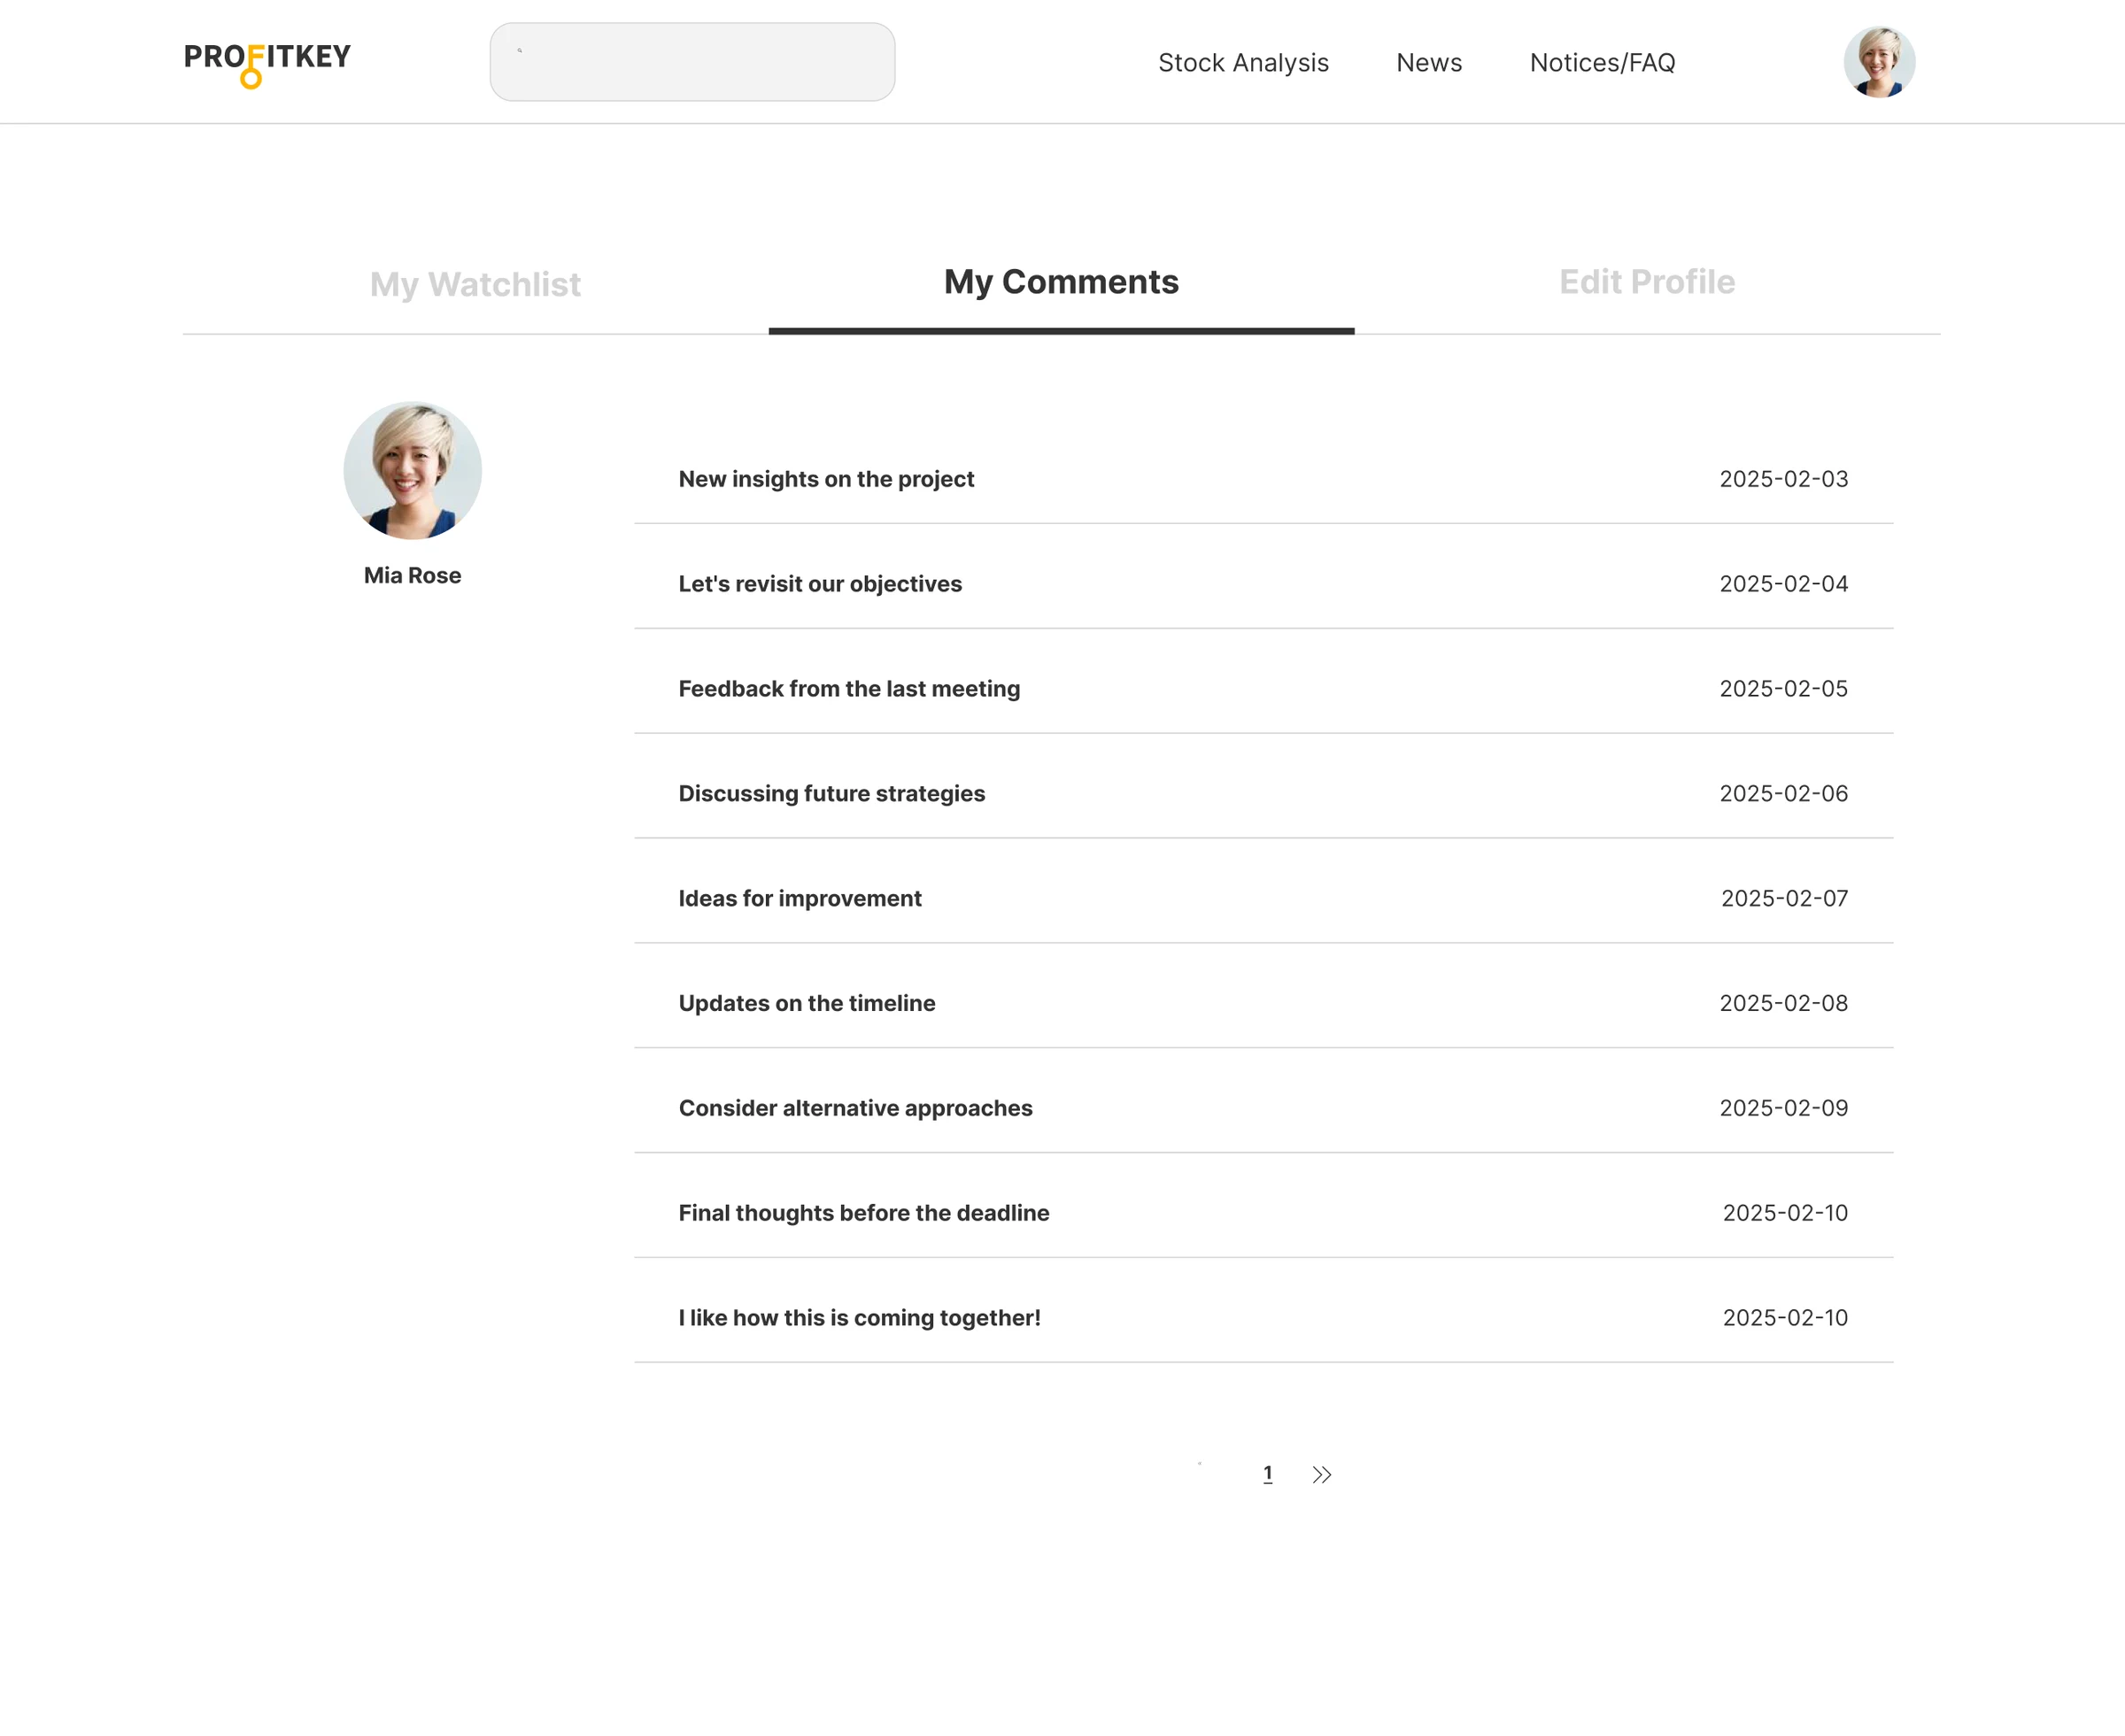 PROFITKEY
Stock Analysis
News
Notices/FAQ
My Watchlist
My Comments
Edit Profile
Mia Rose
New insights on the project 2025-02-03
Let's revisit our objectives 2025-02-04
Feedback from the last meeting 2025-02-05
Discussing future strategies 2025-02-06
Ideas for improvement 2025-02-07
Updates on the timeline 2025-02-08
Consider alternative approaches 2025-02-09
Final thoughts before the deadline 2025-02-10
I like how this is coming together! 2025-02-10
1